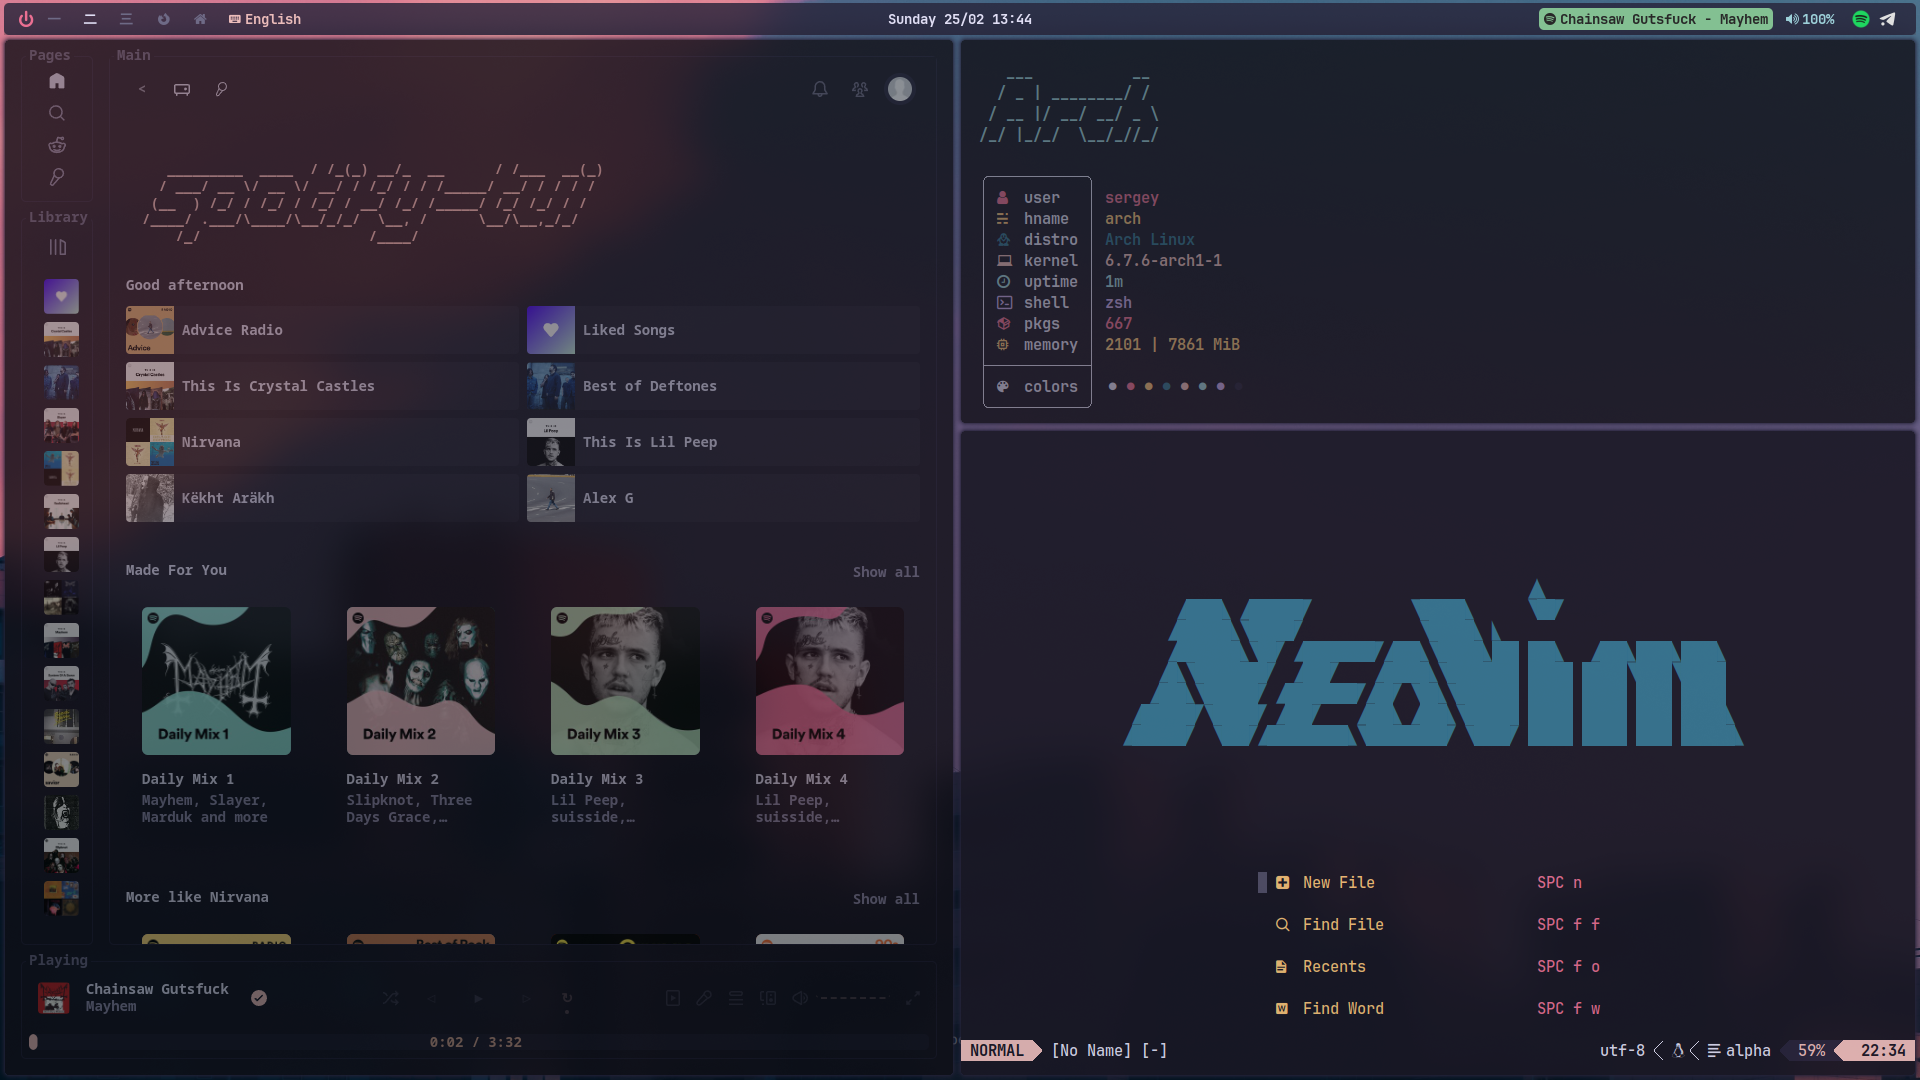 English
Sunday 25/02 13:44
Chainsaw Gutsfuck - Mayhem
100%
Pages
Main
<
Library
spotify-tui
Good afternoon
Advice Radio
Liked Songs
This Is Crystal Castles
Best of Deftones
Nirvana
This Is Lil Peep
Këkht Aräkh
Alex G
Made For You
Show all
Daily Mix 1
Daily Mix 2
Daily Mix 3
Daily Mix 4
Daily Mix 1
Mayhem, Slayer,
Marduk and more
Daily Mix 2
Slipknot, Three
Days Grace,…
Daily Mix 3
Lil Peep,
suisside,…
Daily Mix 4
Lil Peep,
suisside,…
More like Nirvana
Show all
Playing
Chainsaw Gutsfuck
Mayhem
0:02 / 3:32
Arch
user sergey
hname arch
distro Arch Linux
kernel 6.7.6-arch1-1
uptime 1m
shell zsh
pkgs 667
memory 2101 | 7861 MiB
colors
Neovim
New File SPC n
Find File SPC f f
Recents SPC f o
Find Word SPC f w
NORMAL [No Name] [-]
utf-8 alpha 59% 22:34